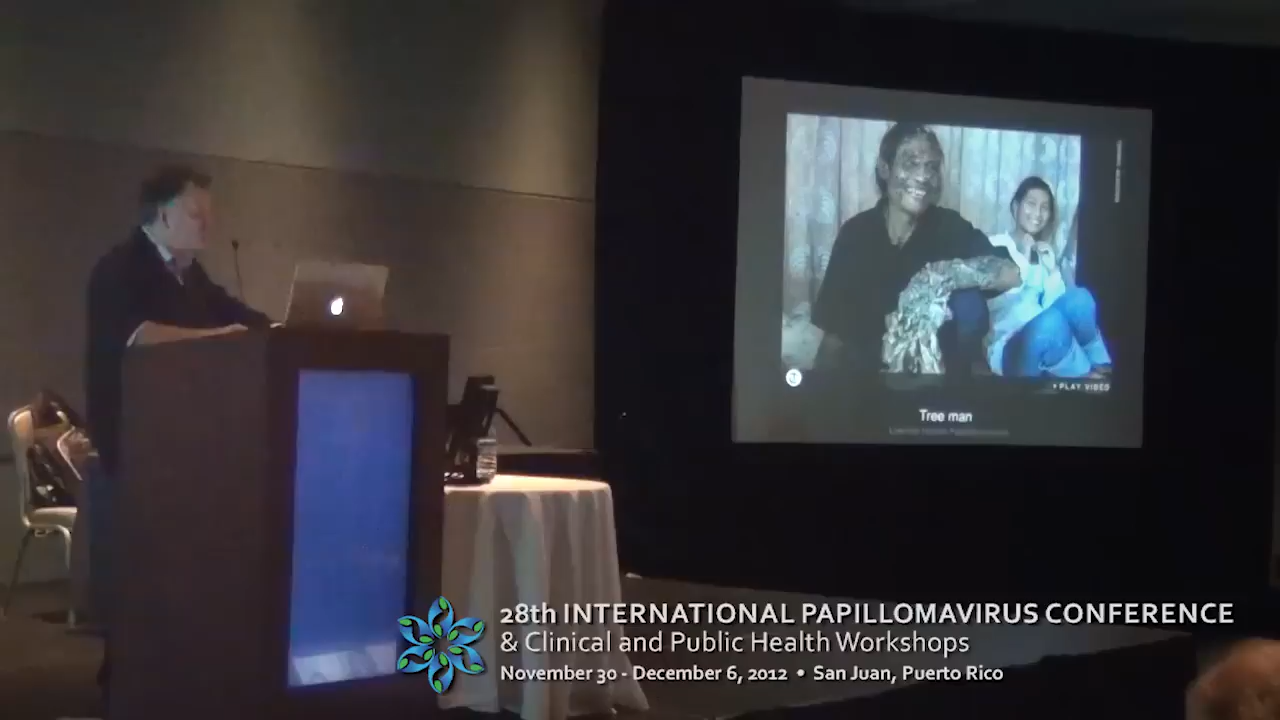 PLAY VIDEO
Tree man
28th INTERNATIONAL PAPILLOMAVIRUS CONFERENCE
& Clinical and Public Health Workshops
November 30 - December 6, 2012 • San Juan, Puerto Rico